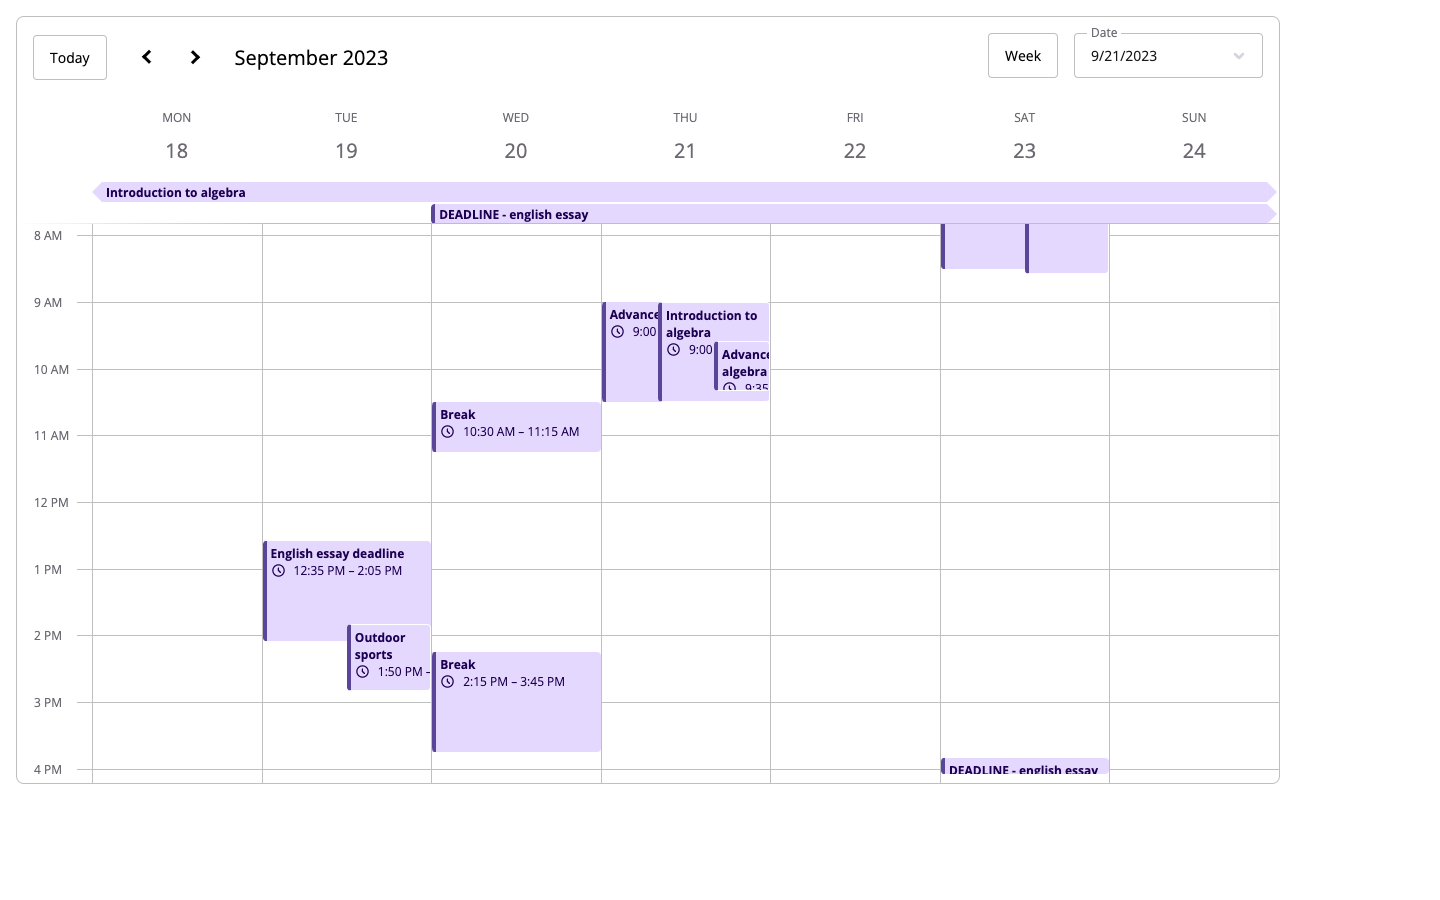 Today
September 2023
Week
Date
9/21/2023
MON
TUE
WED
THU
FRI
SAT
SUN
18
19
20
21
22
23
24
Introduction to algebra
DEADLINE - english essay
8 AM
9 AM
10 AM
11 AM
12 PM
1 PM
2 PM
3 PM
4 PM
English essay deadline
12:35 PM – 2:05 PM
Outdoor
sports
1:50 PM –
Break
10:30 AM – 11:15 AM
Break
2:15 PM – 3:45 PM
Advance
9:00
Introduction to
algebra
9:00
Advance
algebra
9:35
DEADLINE - english essay